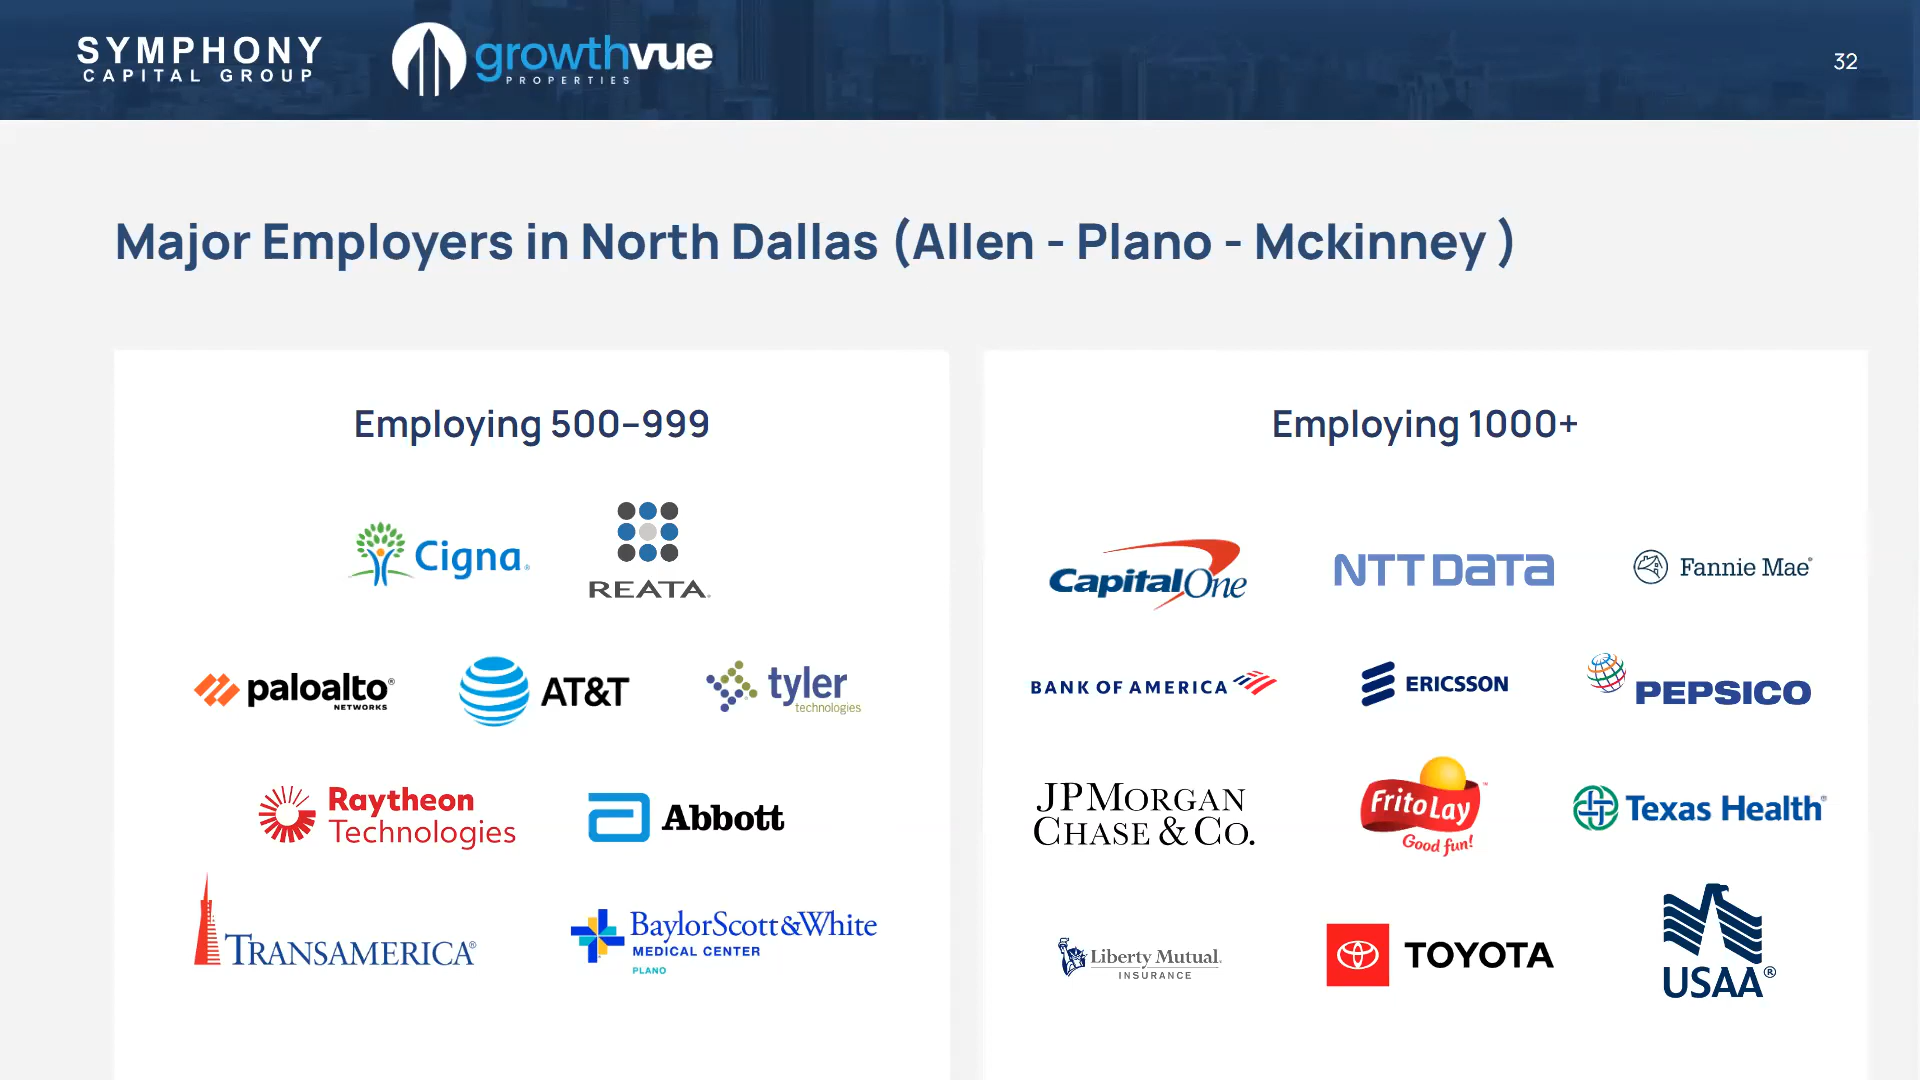 SYMPHONY
CAPITAL GROUP
growthvue
PROPERTIES
32
Major Employers in North Dallas (Allen - Plano - Mckinney )
Employing 500–999
Cigna®
REATA®
paloalto®
NETWORKS
AT&T
tyler
technologies
Raytheon
Technologies
Abbott
TRANSAMERICA®
BaylorScott&White
MEDICAL CENTER
PLANO
Employing 1000+
CapitalOne
NTT DATA
Fannie Mae®
BANK OF AMERICA
ERICSSON
PEPSICO
JPMORGAN
CHASE & CO.
Frito Lay™
Good fun!
Texas Health®
Liberty Mutual®
INSURANCE
TOYOTA
USAA®